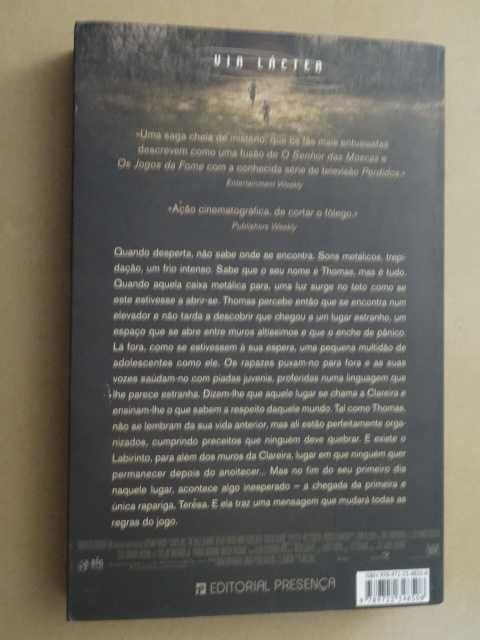 VIA LÁCTEA
«Uma saga cheia de mistério, que os fãs mais entusiastas
descrevem como uma fusão de O Senhor das Moscas e
Os Jogos da Fome com a conhecida série de televisão Perdidos.»
Entertainment Weekly
«Ação cinematográfica, de cortar o fôlego.»
Publishers Weekly
Quando desperta, não sabe onde se encontra. Sons metálicos, trepi-
dação, um frio intenso. Sabe que o seu nome é Thomas, mas é tudo.
Quando aquela caixa metálica para, uma luz surge no teto como se
este estivesse a abrir-se. Thomas percebe então que se encontra num
elevador e não tarda a descobrir que chegou a um lugar estranho, um
espaço que se abre entre muros altíssimos e que o enche de pânico.
Lá fora, como se estivessem à sua espera, uma pequena multidão de
adolescentes como ele. Os rapazes puxam-no para fora e as suas
vozes saúdam-no com piadas juvenis, proferidas numa linguagem que
lhe parece estranha. Dizem-lhe que aquele lugar se chama a Clareira e
ensinam-lhe o que sabem a respeito daquele mundo. Tal como Thomas,
não se lembram da sua vida anterior, mas ali estão perfeitamente orga-
nizados, cumprindo preceitos que ninguém deve quebrar. E existe o
Labirinto, para além dos muros da Clareira, lugar em que ninguém quer
permanecer depois do anoitecer... Mas no fim do seu primeiro dia
naquele lugar, acontece algo inesperado – a chegada da primeira e
única rapariga, Teresa. E ela traz uma mensagem que mudará todas as
regras do jogo.
EDITORIAL PRESENÇA